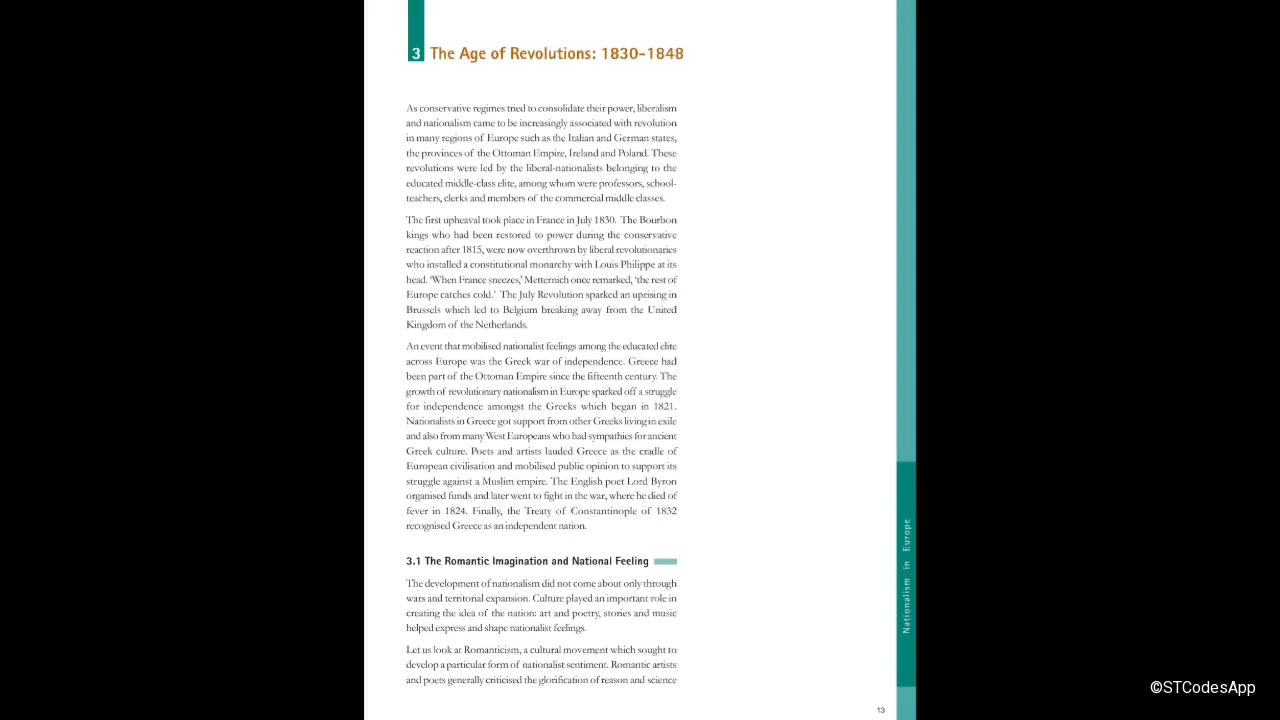 3 The Age of Revolutions: 1830-1848
As conservative regimes tried to consolidate their power, liberalism
and nationalism came to be increasingly associated with revolution
in many regions of Europe such as the Italian and German states,
the provinces of the Ottoman Empire, Ireland and Poland. These
revolutions were led by the liberal-nationalists belonging to the
educated middle-class elite, among whom were professors, school-
teachers, clerks and members of the commercial middle classes.
The first upheaval took place in France in July 1830. The Bourbon
kings who had been restored to power during the conservative
reaction after 1815, were now overthrown by liberal revolutionaries
who installed a constitutional monarchy with Louis Philippe at its
head. ‘When France sneezes,’ Metternich once remarked, ‘the rest of
Europe catches cold.’ The July Revolution sparked an uprising in
Brussels which led to Belgium breaking away from the United
Kingdom of the Netherlands.
An event that mobilised nationalist feelings among the educated elite
across Europe was the Greek war of independence. Greece had
been part of the Ottoman Empire since the fifteenth century. The
growth of revolutionary nationalism in Europe sparked off a struggle
for independence amongst the Greeks which began in 1821.
Nationalists in Greece got support from other Greeks living in exile
and also from many West Europeans who had sympathies for ancient
Greek culture. Poets and artists lauded Greece as the cradle of
European civilisation and mobilised public opinion to support its
struggle against a Muslim empire. The English poet Lord Byron
organised funds and later went to fight in the war, where he died of
fever in 1824. Finally, the Treaty of Constantinople of 1832
recognised Greece as an independent nation.
3.1 The Romantic Imagination and National Feeling
The development of nationalism did not come about only through
wars and territorial expansion. Culture played an important role in
creating the idea of the nation: art and poetry, stories and music
helped express and shape nationalist feelings.
Let us look at Romanticism, a cultural movement which sought to
develop a particular form of nationalist sentiment. Romantic artists
and poets generally criticised the glorification of reason and science
Nationalism in Europe
13
©STCodesApp